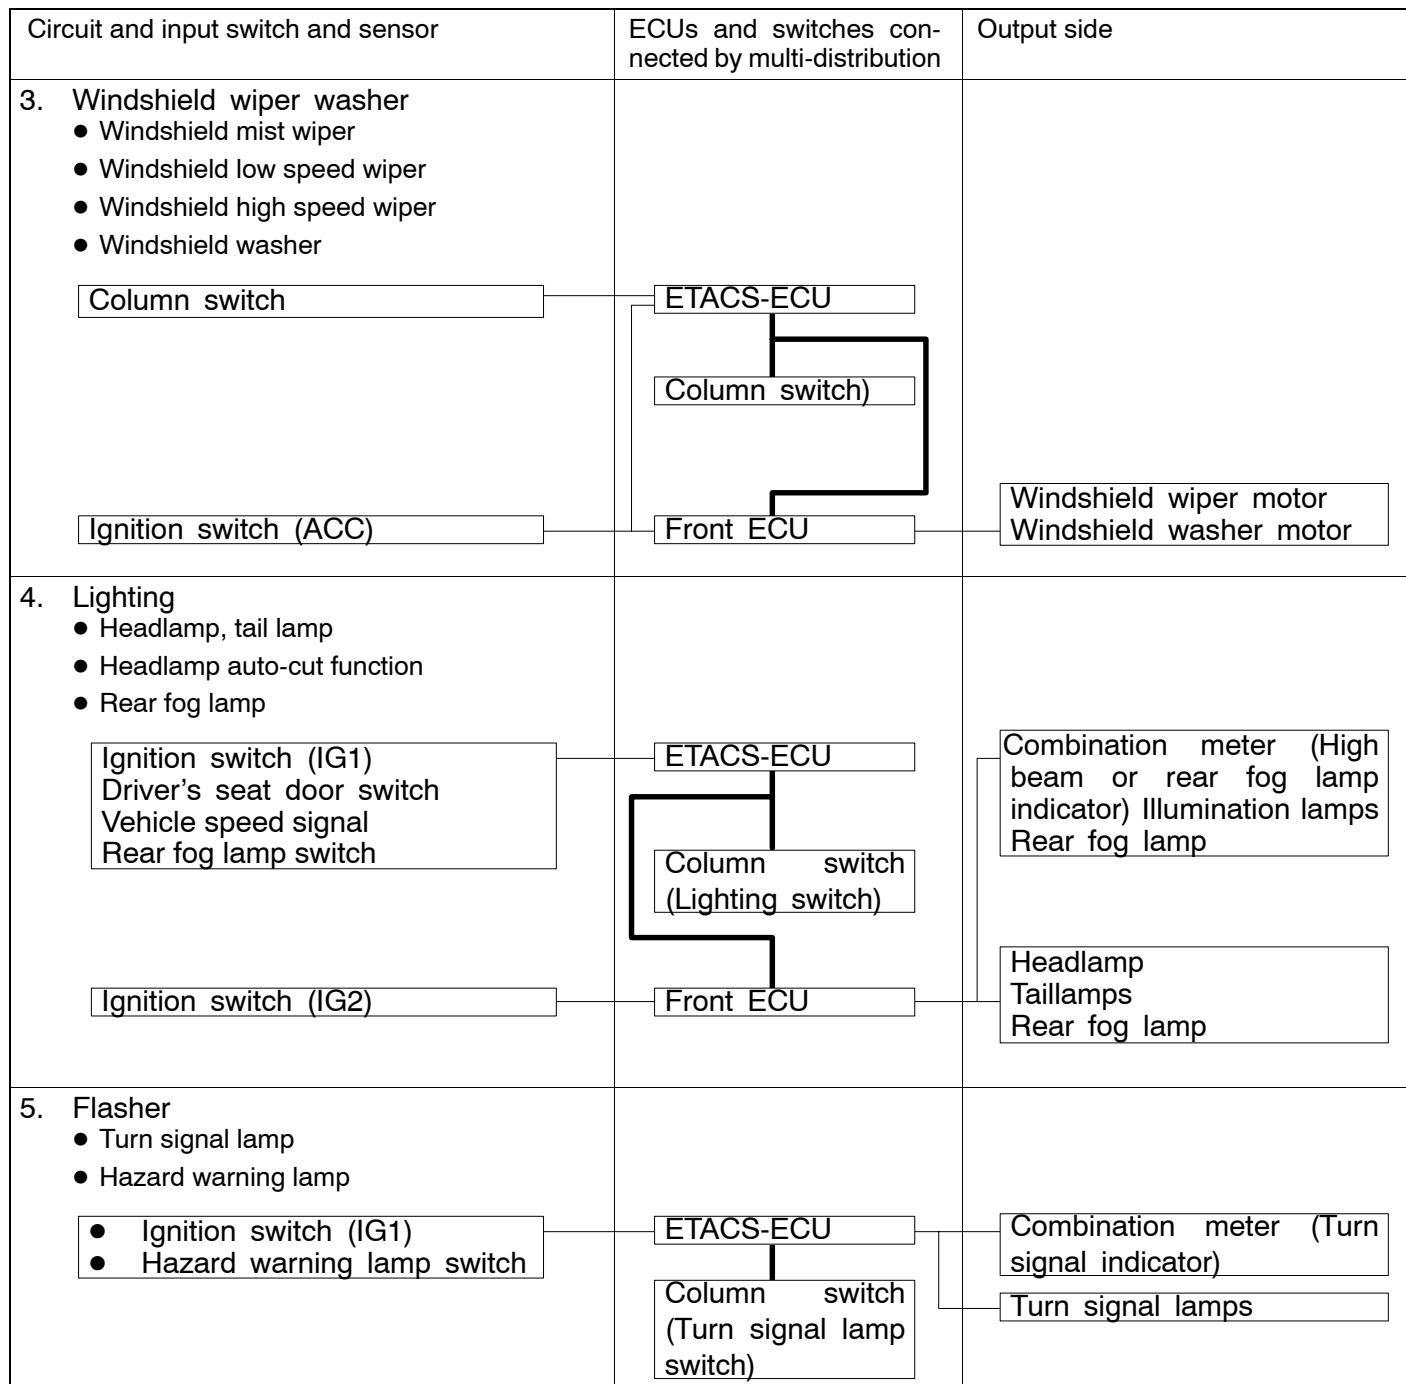 Circuit and input switch and sensor
ECUs and switches con-
nected by multi-distribution
Output side
3. Windshield wiper washer
● Windshield mist wiper
● Windshield low speed wiper
● Windshield high speed wiper
● Windshield washer
Column switch
ETACS-ECU
Column switch)
Ignition switch (ACC)
Front ECU
Windshield wiper motor
Windshield washer motor
4. Lighting
● Headlamp, tail lamp
● Headlamp auto-cut function
● Rear fog lamp
Ignition switch (IG1)
Driver’s seat door switch
Vehicle speed signal
Rear fog lamp switch
ETACS-ECU
Column switch
(Lighting switch)
Combination meter (High
beam or rear fog lamp
indicator) Illumination lamps
Rear fog lamp
Ignition switch (IG2)
Front ECU
Headlamp
Taillamps
Rear fog lamp
5. Flasher
● Turn signal lamp
● Hazard warning lamp
● Ignition switch (IG1)
● Hazard warning lamp switch
ETACS-ECU
Column switch
(Turn signal lamp
switch)
Combination meter (Turn
signal indicator)
Turn signal lamps